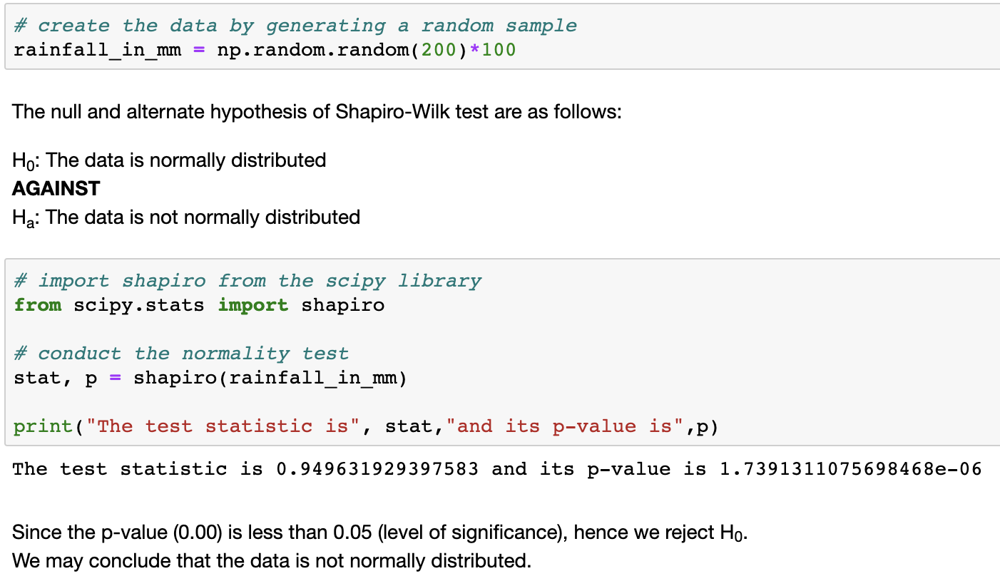 # create the data by generating a random sample
rainfall_in_mm = np.random.random(200)*100
The null and alternate hypothesis of Shapiro-Wilk test are as follows:
H0: The data is normally distributed
AGAINST
Ha: The data is not normally distributed
# import shapiro from the scipy library
from scipy.stats import shapiro
# conduct the normality test
stat, p = shapiro(rainfall_in_mm)
print("The test statistic is", stat,"and its p-value is",p)
The test statistic is 0.949631929397583 and its p-value is 1.7391311075698468e-06
Since the p-value (0.00) is less than 0.05 (level of significance), hence we reject H0.
We may conclude that the data is not normally distributed.